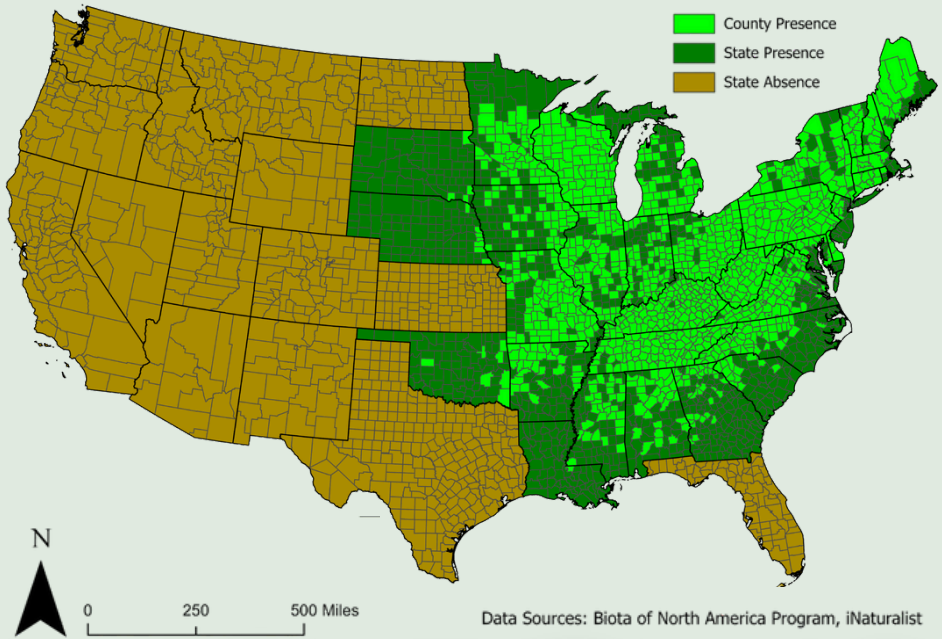 County Presence
State Presence
State Absence
N
0 250 500 Miles
Data Sources: Biota of North America Program, iNaturalist